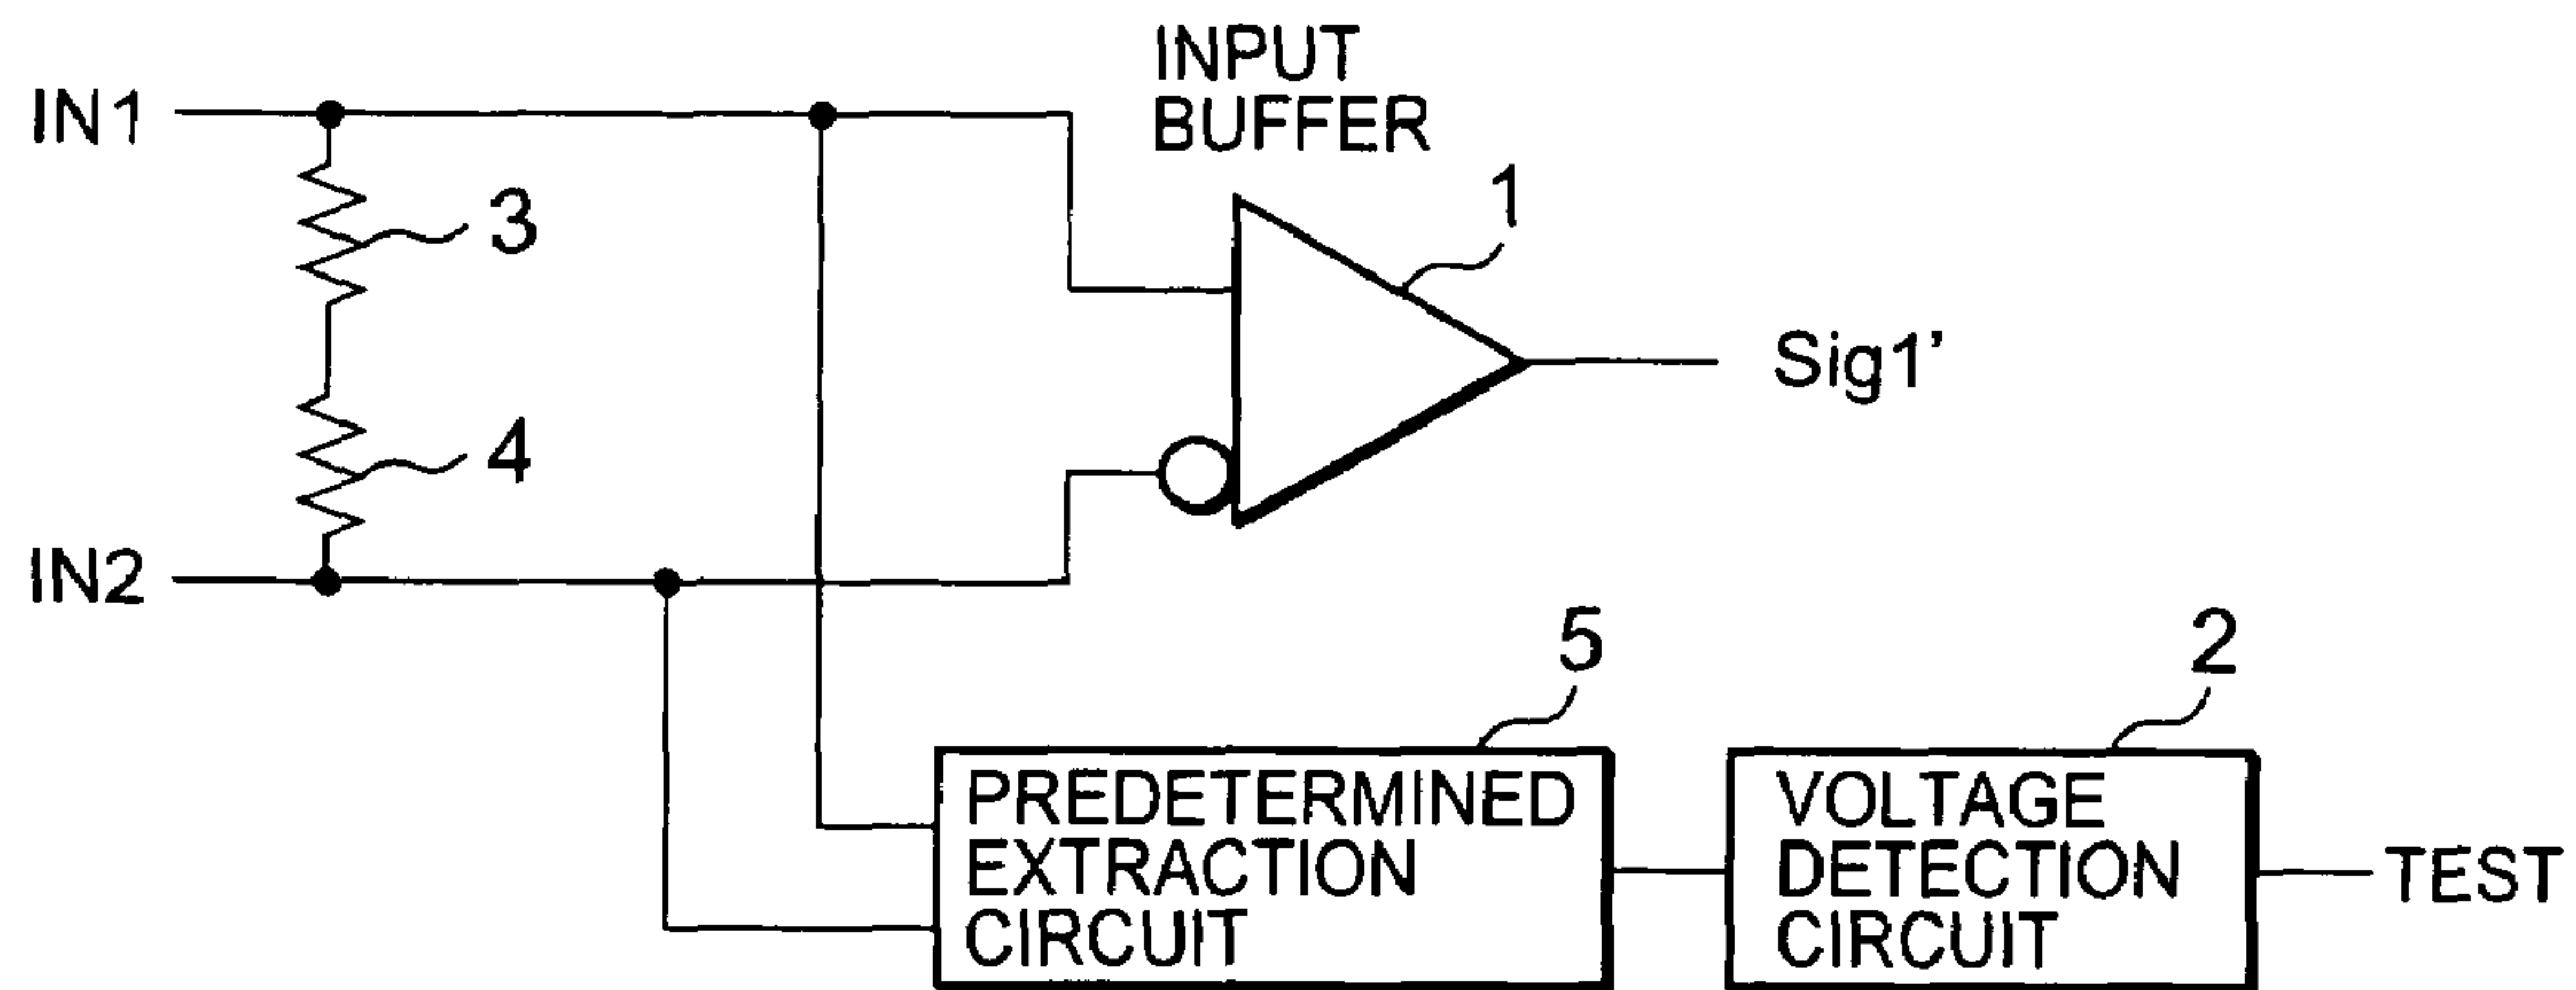 INPUT
BUFFER
IN1
1
3
Sig1’
4
IN2
5
2
PREDETERMINED
EXTRACTION
CIRCUIT
VOLTAGE
DETECTION
CIRCUIT
TEST